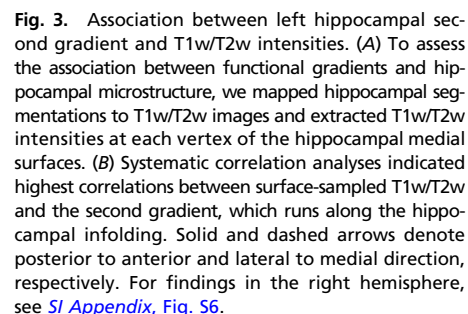 Fig. 3. Association between left hippocampal sec-
ond gradient and T1w/T2w intensities. (A) To assess
the association between functional gradients and hip-
pocampal microstructure, we mapped hippocampal seg-
mentations to T1w/T2w images and extracted T1w/T2w
intensities at each vertex of the hippocampal medial
surfaces. (B) Systematic correlation analyses indicated
highest correlations between surface-sampled T1w/T2w
and the second gradient, which runs along the hippo-
campal infolding. Solid and dashed arrows denote
posterior to anterior and lateral to medial direction,
respectively. For findings in the right hemisphere,
see SI Appendix, Fig. S6.